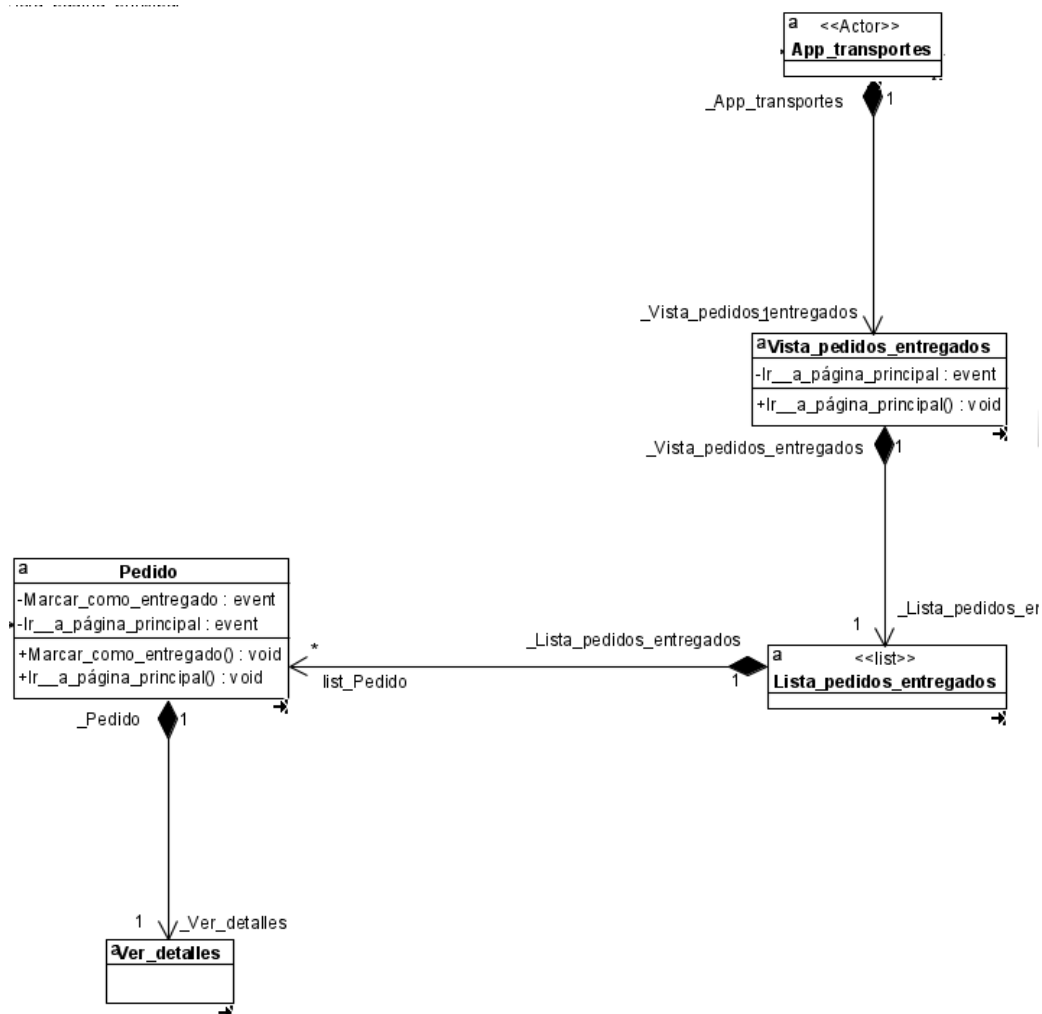 a
<<Actor>>
App_transportes
_App_transportes
1
_Vista_pedidos_entregados
1
a
Vista_pedidos_entregados
-Ir__a_página_principal : event
+Ir__a_página_principal() : void
_Vista_pedidos_entregados
1
1
_Lista_pedidos_er
a
<<list>>
Lista_pedidos_entregados
_Lista_pedidos_entregados
1
*
list_Pedido
a
Pedido
-Marcar_como_entregado : event
-Ir__a_página_principal : event
+Marcar_como_entregado() : void
+Ir__a_página_principal() : void
_Pedido
1
1
_Ver_detalles
a
Ver_detalles